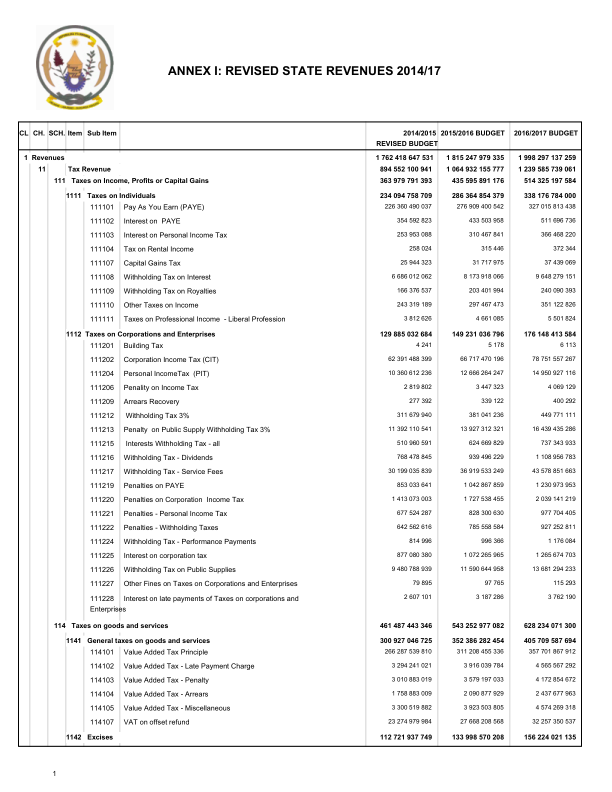 ANNEX I: REVISED STATE REVENUES 2014/17
CL CH. SCH. Item Sub Item 2014/2015 REVISED BUDGET 2015/2016 BUDGET 2016/2017 BUDGET
1 Revenues 1 762 418 647 531 1 815 247 979 335 1 998 297 137 259
11 Tax Revenue 894 552 100 941 1 064 932 155 777 1 239 585 739 061
111 Taxes on Income, Profits or Capital Gains 363 979 791 393 435 595 891 176 514 325 197 584
1111 Taxes on Individuals 234 094 758 709 286 364 854 379 338 176 784 000
111101 Pay As You Earn (PAYE) 226 360 490 037 276 909 400 542 327 015 813 438
111102 Interest on PAYE 354 592 823 433 503 958 511 696 736
111103 Interest on Personal Income Tax 253 953 088 310 467 841 366 468 220
111104 Tax on Rental Income 258 024 315 446 372 344
111107 Capital Gains Tax 25 944 323 31 717 975 37 439 069
111108 Withholding Tax on Interest 6 686 012 062 8 173 918 066 9 648 279 151
111109 Withholding Tax on Royalties 166 376 537 203 401 994 240 090 393
111110 Other Taxes on Income 243 319 189 297 467 473 351 122 826
111111 Taxes on Professional Income - Liberal Profession 3 812 626 4 661 085 5 501 824
1112 Taxes on Corporations and Enterprises 129 885 032 684 149 231 036 796 176 148 413 584
111201 Building Tax 4 241 5 178 6 113
111202 Corporation Income Tax (CIT) 62 391 488 399 66 717 470 196 78 751 557 267
111204 Personal IncomeTax (PIT) 10 360 612 236 12 666 264 247 14 950 927 116
111206 Penality on Income Tax 2 819 802 3 447 323 4 069 129
111209 Arrears Recovery 277 392 339 122 400 292
111212 Withholding Tax 3% 311 679 940 381 041 236 449 771 111
111213 Penalty on Public Supply Withholding Tax 3% 11 392 110 541 13 927 312 321 16 439 435 286
111215 Interests Withholding Tax - all 510 960 591 624 669 829 737 343 933
111216 Withholding Tax - Dividends 768 478 845 939 496 229 1 108 956 783
111217 Withholding Tax - Service Fees 30 199 035 839 36 919 533 249 43 578 851 663
111219 Penalties on PAYE 853 033 641 1 042 867 859 1 230 973 953
111220 Penalties on Corporation Income Tax 1 413 073 003 1 727 538 455 2 039 141 219
111221 Penalties - Personal Income Tax 677 524 287 828 300 630 977 704 405
111222 Penalties - Withholding Taxes 642 562 616 785 558 584 927 252 811
111224 Withholding Tax - Performance Payments 814 996 996 366 1 176 084
111225 Interest on corporation tax 877 080 380 1 072 265 965 1 265 674 703
111226 Withholding Tax on Public Supplies 9 480 788 939 11 590 644 958 13 681 294 233
111227 Other Fines on Taxes on Corporations and Enterprises 79 895 97 765 115 293
111228 Interest on late payments of Taxes on corporations and 2 607 101 3 187 286 3 762 190
Enterprises
114 Taxes on goods and services 461 487 443 346 543 252 977 082 628 234 071 300
1141 General taxes on goods and services 300 927 046 725 352 386 282 454 405 709 587 694
114101 Value Added Tax Principle 266 287 539 810 311 208 455 336 357 701 867 912
114102 Value Added Tax - Late Payment Charge 3 294 241 021 3 916 039 784 4 565 567 292
114103 Value Added Tax - Penalty 3 010 883 019 3 579 197 033 4 172 854 672
114104 Value Added Tax - Arrears 1 758 883 009 2 090 877 929 2 437 677 963
114105 Value Added Tax - Miscellaneous 3 300 519 882 3 923 503 805 4 574 269 318
114107 VAT on offset refund 23 274 979 984 27 668 208 568 32 257 350 537
1142 Excises 112 721 937 749 133 998 570 208 156 224 021 135
1